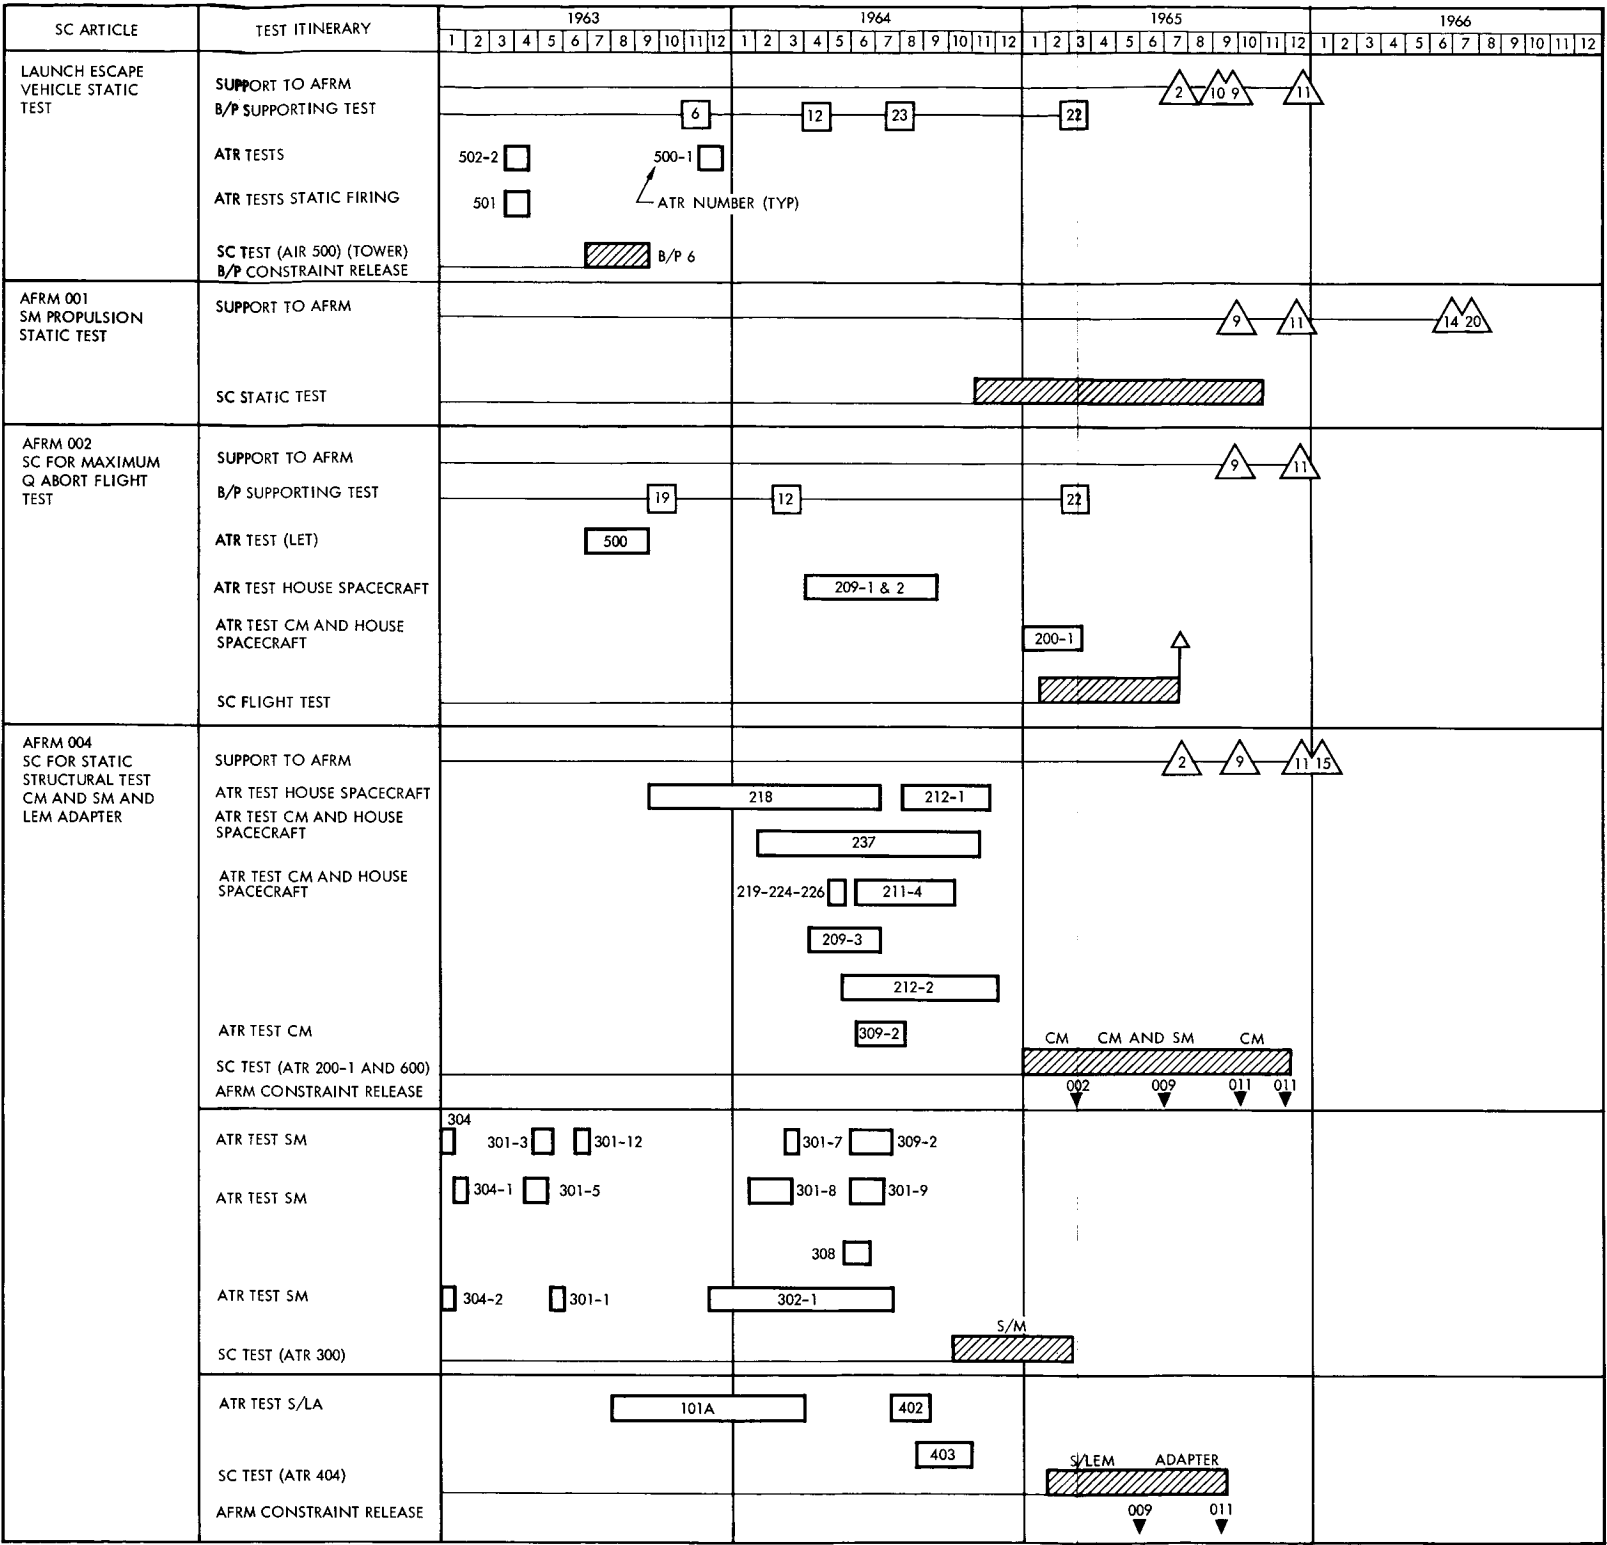 SC ARTICLE TEST ITINERARY 1963 1964 1965 1966
1 2 3 4 5 6 7 8 9 10 11 12 1 2 3 4 5 6 7 8 9 10 11 12 1 2 3 4 5 6 7 8 9 10 11 12 1 2 3 4 5 6 7 8 9 10 11 12
LAUNCH ESCAPE
VEHICLE STATIC
TEST
SUPPORT TO AFRM 2 10 9 11
B/P SUPPORTING TEST 6 12 23 22
ATR TESTS 502-2 500-1
ATR TESTS STATIC FIRING 501 ATR NUMBER (TYP)
SC TEST (AIR 500) (TOWER) B/P 6
B/P CONSTRAINT RELEASE
AFRM 001
SM PROPULSION
STATIC TEST
SUPPORT TO AFRM 9 11 14 20
SC STATIC TEST
AFRM 002
SC FOR MAXIMUM
Q ABORT FLIGHT
TEST
SUPPORT TO AFRM 9 11
B/P SUPPORTING TEST 19 12 22
ATR TEST (LET) 500
ATR TEST HOUSE SPACECRAFT 209-1 & 2
ATR TEST CM AND HOUSE
SPACECRAFT 200-1
SC FLIGHT TEST
AFRM 004
SC FOR STATIC
STRUCTURAL TEST
CM AND SM AND
LEM ADAPTER
SUPPORT TO AFRM 2 9 11 15
ATR TEST HOUSE SPACECRAFT 218 212-1
ATR TEST CM AND HOUSE
SPACECRAFT 237
ATR TEST CM AND HOUSE
SPACECRAFT 219-224-226 211-4
209-3
212-2
ATR TEST CM 309-2
CM CM AND SM CM
SC TEST (ATR 200-1 AND 600)
AFRM CONSTRAINT RELEASE 002 009 011 011
304
ATR TEST SM 301-3 301-12 301-7 309-2
ATR TEST SM 304-1 301-5 301-8 301-9
308
ATR TEST SM 304-2 301-1 302-1
S/M
SC TEST (ATR 300)
ATR TEST S/LA 101A 402
403
S/LEM ADAPTER
SC TEST (ATR 404)
AFRM CONSTRAINT RELEASE 009 011